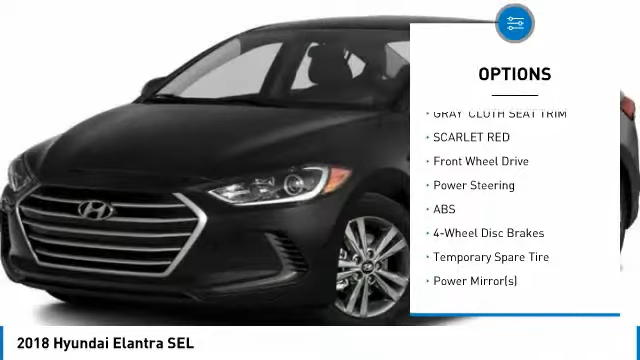 OPTIONS
GRAY CLOTH SEAT TRIM
SCARLET RED
Front Wheel Drive
Power Steering
ABS
4-Wheel Disc Brakes
Temporary Spare Tire
Power Mirror(s)
2018 Hyundai Elantra SEL